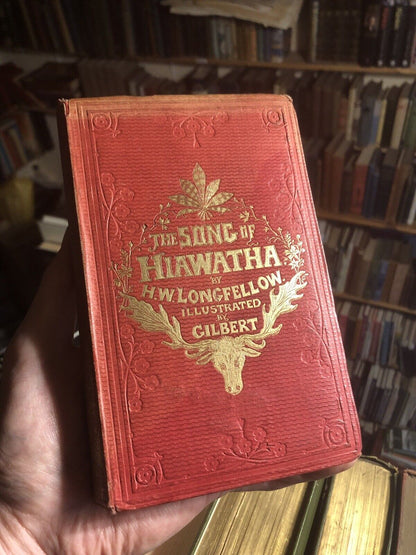 THE SONG OF
HIAWATHA
BY
H.W. LONGFELLOW
ILLUSTRATED
BY
GILBERT